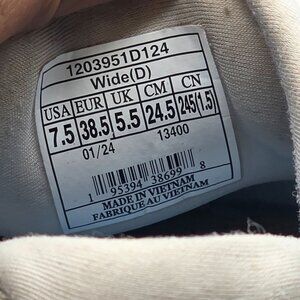 1203951D124
Wide(D)
USA EUR UK CM CN
7.5 38.5 5.5 24.5 245(1.5)
01/24 13400
1 95394 38699 8
MADE IN VIETNAM
FABRIQUE AU VIETNAM